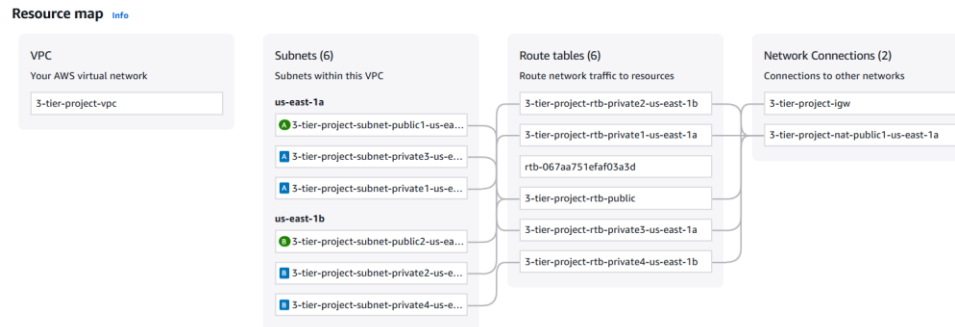 Resource map Info
VPC
Your AWS virtual network
3-tier-project-vpc
Subnets (6)
Subnets within this VPC
us-east-1a
A 3-tier-project-subnet-public1-us-ea...
A 3-tier-project-subnet-private3-us-e...
A 3-tier-project-subnet-private1-us-e...
us-east-1b
B 3-tier-project-subnet-public2-us-ea...
B 3-tier-project-subnet-private2-us-e...
B 3-tier-project-subnet-private4-us-e...
Route tables (6)
Route network traffic to resources
3-tier-project-rtb-private2-us-east-1b
3-tier-project-rtb-private1-us-east-1a
rtb-067aa751efaf03a3d
3-tier-project-rtb-public
3-tier-project-rtb-private3-us-east-1a
3-tier-project-rtb-private4-us-east-1b
Network Connections (2)
Connections to other networks
3-tier-project-igw
3-tier-project-nat-public1-us-east-1a